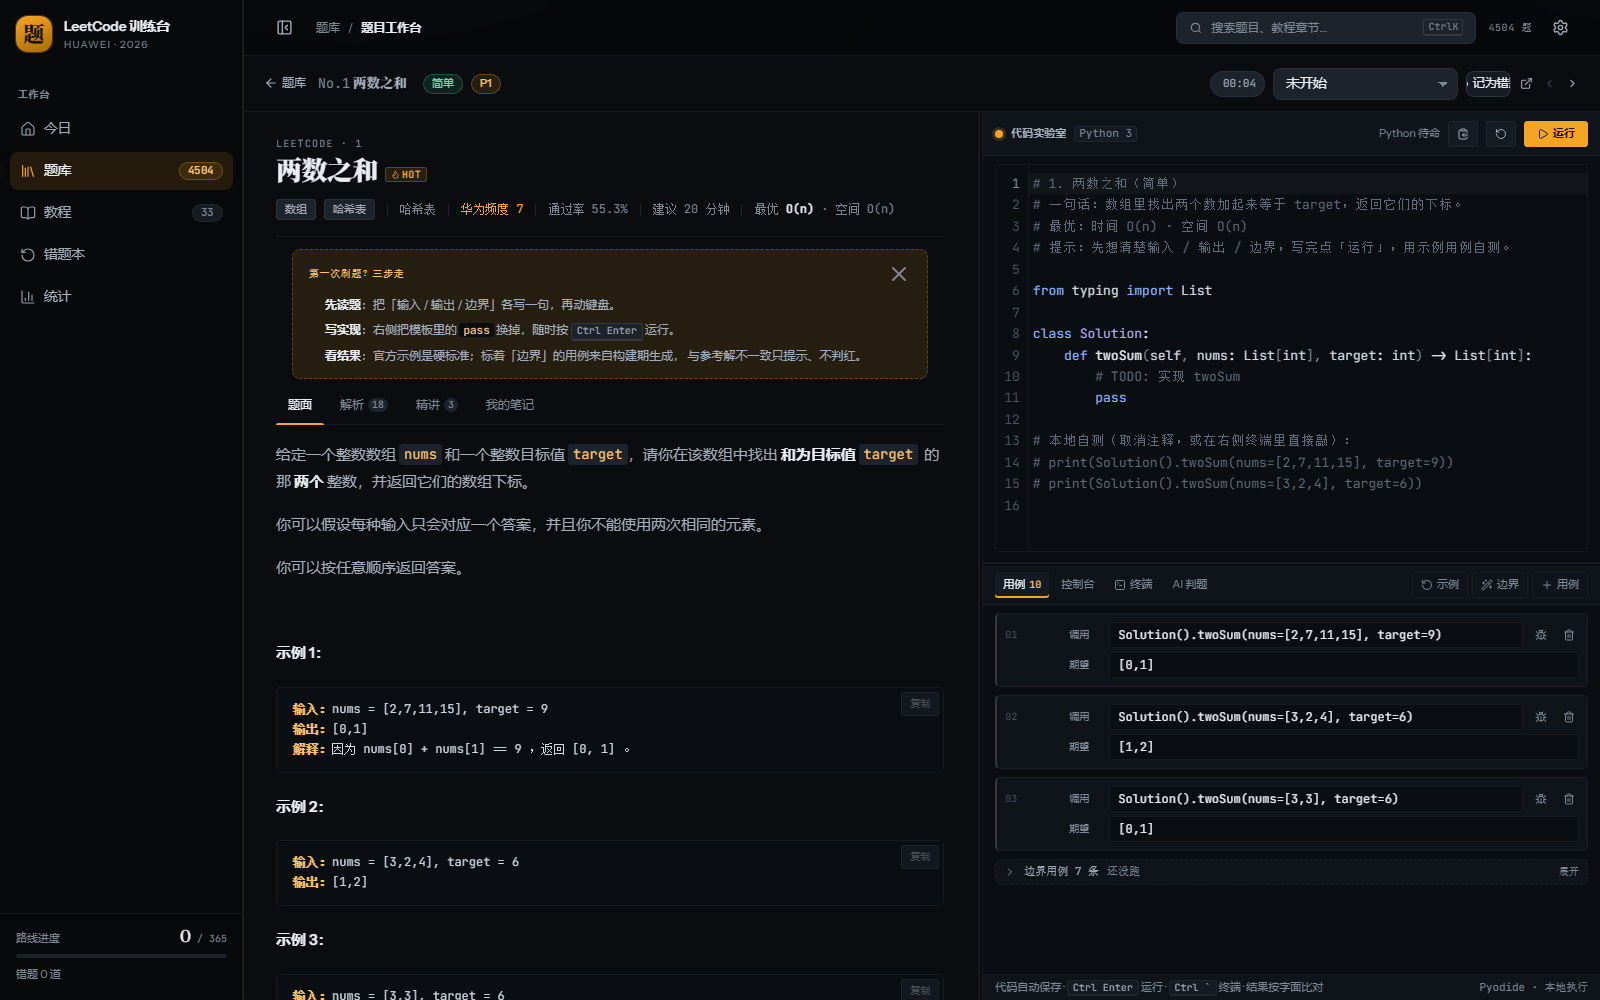 题
LeetCode 训练台
HUAWEI · 2026
工作台
今日
题库 4504
教程 33
错题本
统计
路线进度 0 / 365
错题 0 道
题库 / 题目工作台
搜索题目、教程章节... CtrlK
4504 题
题库 No.1 两数之和 简单 P1
00:04 未开始 记为错
LEETCODE · 1
两数之和 HOT
数组 哈希表 哈希表 华为频度 7 通过率 55.3% 建议 20 分钟 最优 O(n) · 空间 O(n)
第一次刷题? 三步走
先读题: 把「输入 / 输出 / 边界」各写一句，再动键盘。
写实现: 右侧把模板里的 pass 换掉，随时按 Ctrl Enter 运行。
看结果: 官方示例是硬标准; 标着「边界」的用例来自构建期生成， 与参考解不一致只提示、不判红。
题面 解析 18 精讲 3 我的笔记
给定一个整数数组 nums 和一个整数目标值 target，请你在该数组中找出 和为目标值 target 的
那 两个 整数，并返回它们的数组下标。
你可以假设每种输入只会对应一个答案，并且你不能使用两次相同的元素。
你可以按任意顺序返回答案。
示例 1:
复制
输入: nums = [2,7,11,15], target = 9
输出: [0,1]
解释: 因为 nums[0] + nums[1] == 9 ，返回 [0, 1] 。
示例 2:
复制
输入: nums = [3,2,4], target = 6
输出: [1,2]
示例 3:
复制
输入: nums = [3,3], target = 6
代码实验室 Python 3 Python 待命 运行
1 # 1. 两数之和（简单）
2 # 一句话: 数组里找出两个数加起来等于 target，返回它们的下标。
3 # 最优: 时间 O(n) · 空间 O(n)
4 # 提示: 先想清楚输入 / 输出 / 边界，写完点「运行」，用示例用例自测。
5
6 from typing import List
7
8 class Solution:
9 def twoSum(self, nums: List[int], target: int) -> List[int]:
10 # TODO: 实现 twoSum
11 pass
12
13 # 本地自测（取消注释，或在右侧终端里直接敲）:
14 # print(Solution().twoSum(nums=[2,7,11,15], target=9))
15 # print(Solution().twoSum(nums=[3,2,4], target=6))
16
用例 10 控制台 终端 AI 判题 示例 边界 用例
01 调用 Solution().twoSum(nums=[2,7,11,15], target=9)
期望 [0,1]
02 调用 Solution().twoSum(nums=[3,2,4], target=6)
期望 [1,2]
03 调用 Solution().twoSum(nums=[3,3], target=6)
期望 [0,1]
边界用例 7 条 还没跑 展开
代码自动保存· Ctrl Enter 运行· Ctrl ` 终端·结果按字面比对 Pyodide · 本地执行